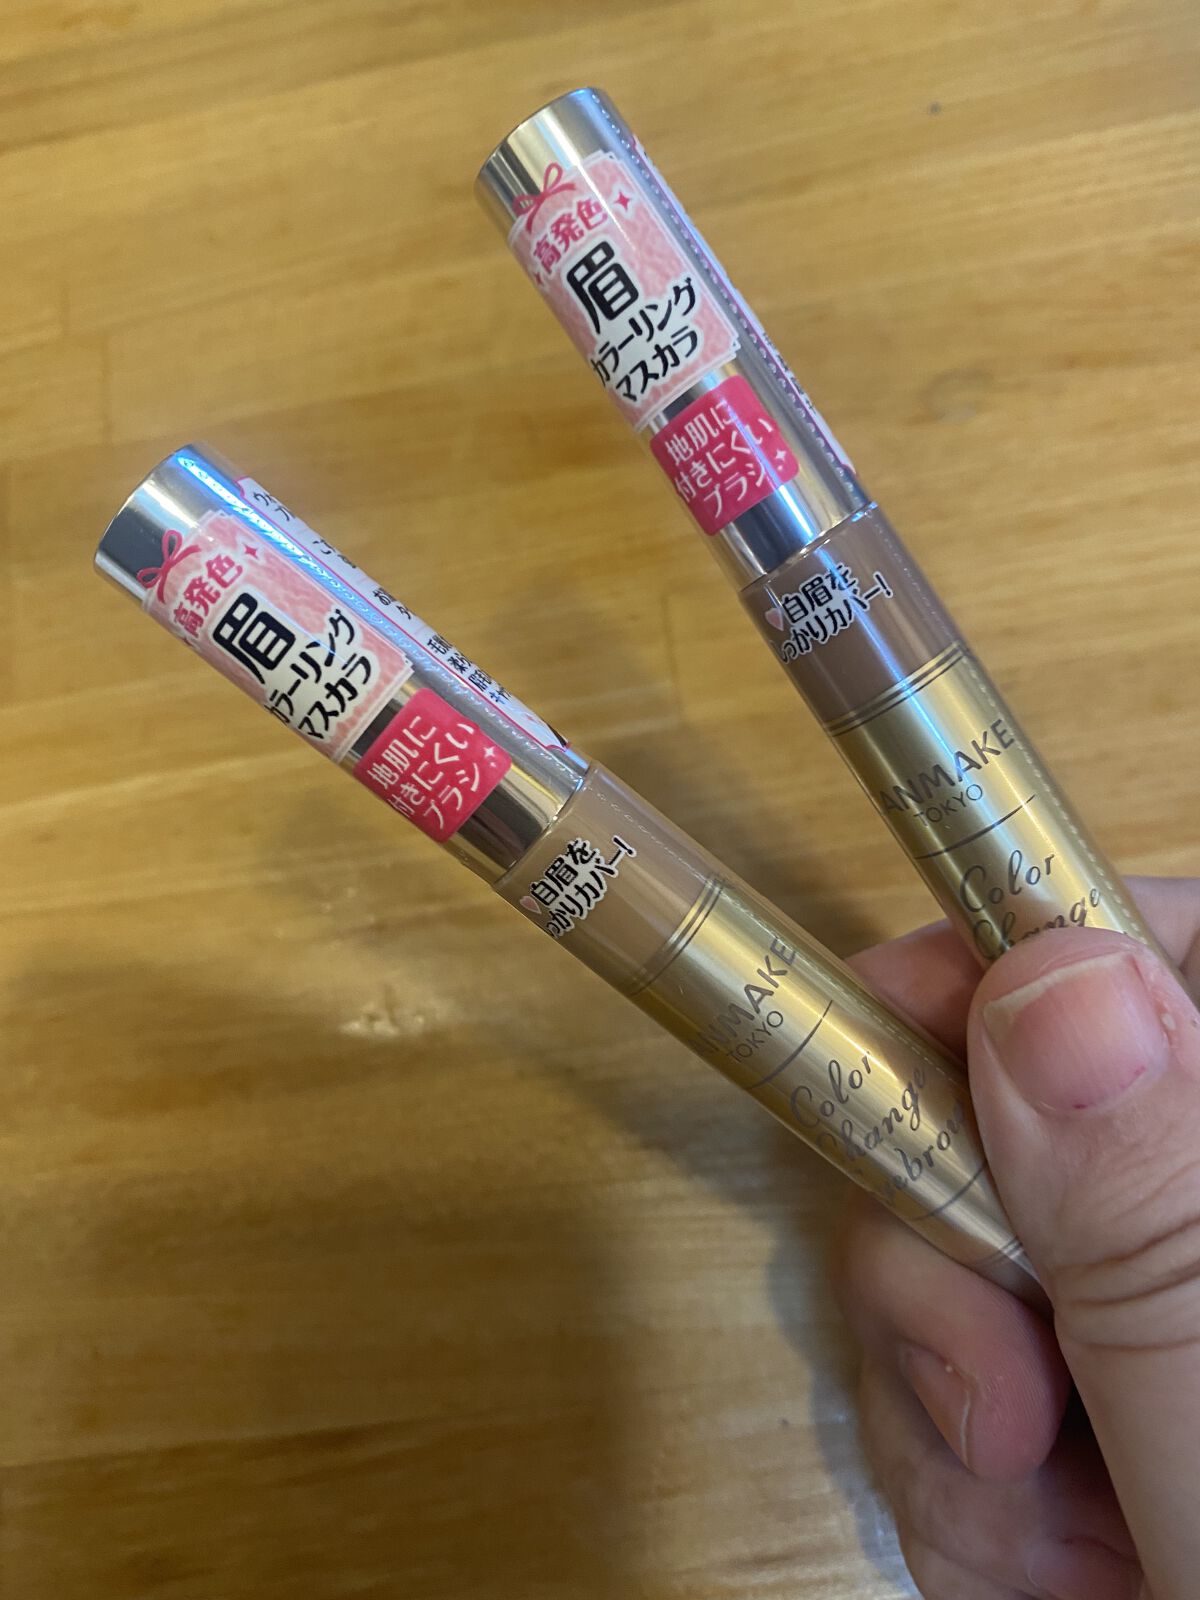 高発色
眉
カラーリング
マスカラ
地肌に
付きにくい
ブラシ
自眉を
しっかりカバー!
ANMAKE
TOKYO
Color
Change
高発色
眉
カラーリング
マスカラ
地肌に
付きにくい
ブラシ
自眉を
っかりカバー!
NMAKE
TOKYO
Color
Change
yebrow